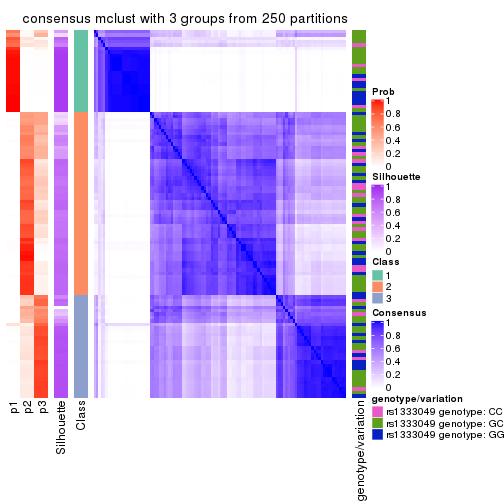 consensus mclust with 3 groups from 250 partitions
Prob
1
0.8
0.6
0.4
0.2
0
Silhouette
1
0.8
0.6
0.4
0.2
0
Class
1
2
3
Consensus
1
0.8
0.6
0.4
0.2
0
genotype/variation
rs1333049 genotype: CC
rs1333049 genotype: GC
rs1333049 genotype: GG
p1
p2
p3
Silhouette
Class
genotype/variation